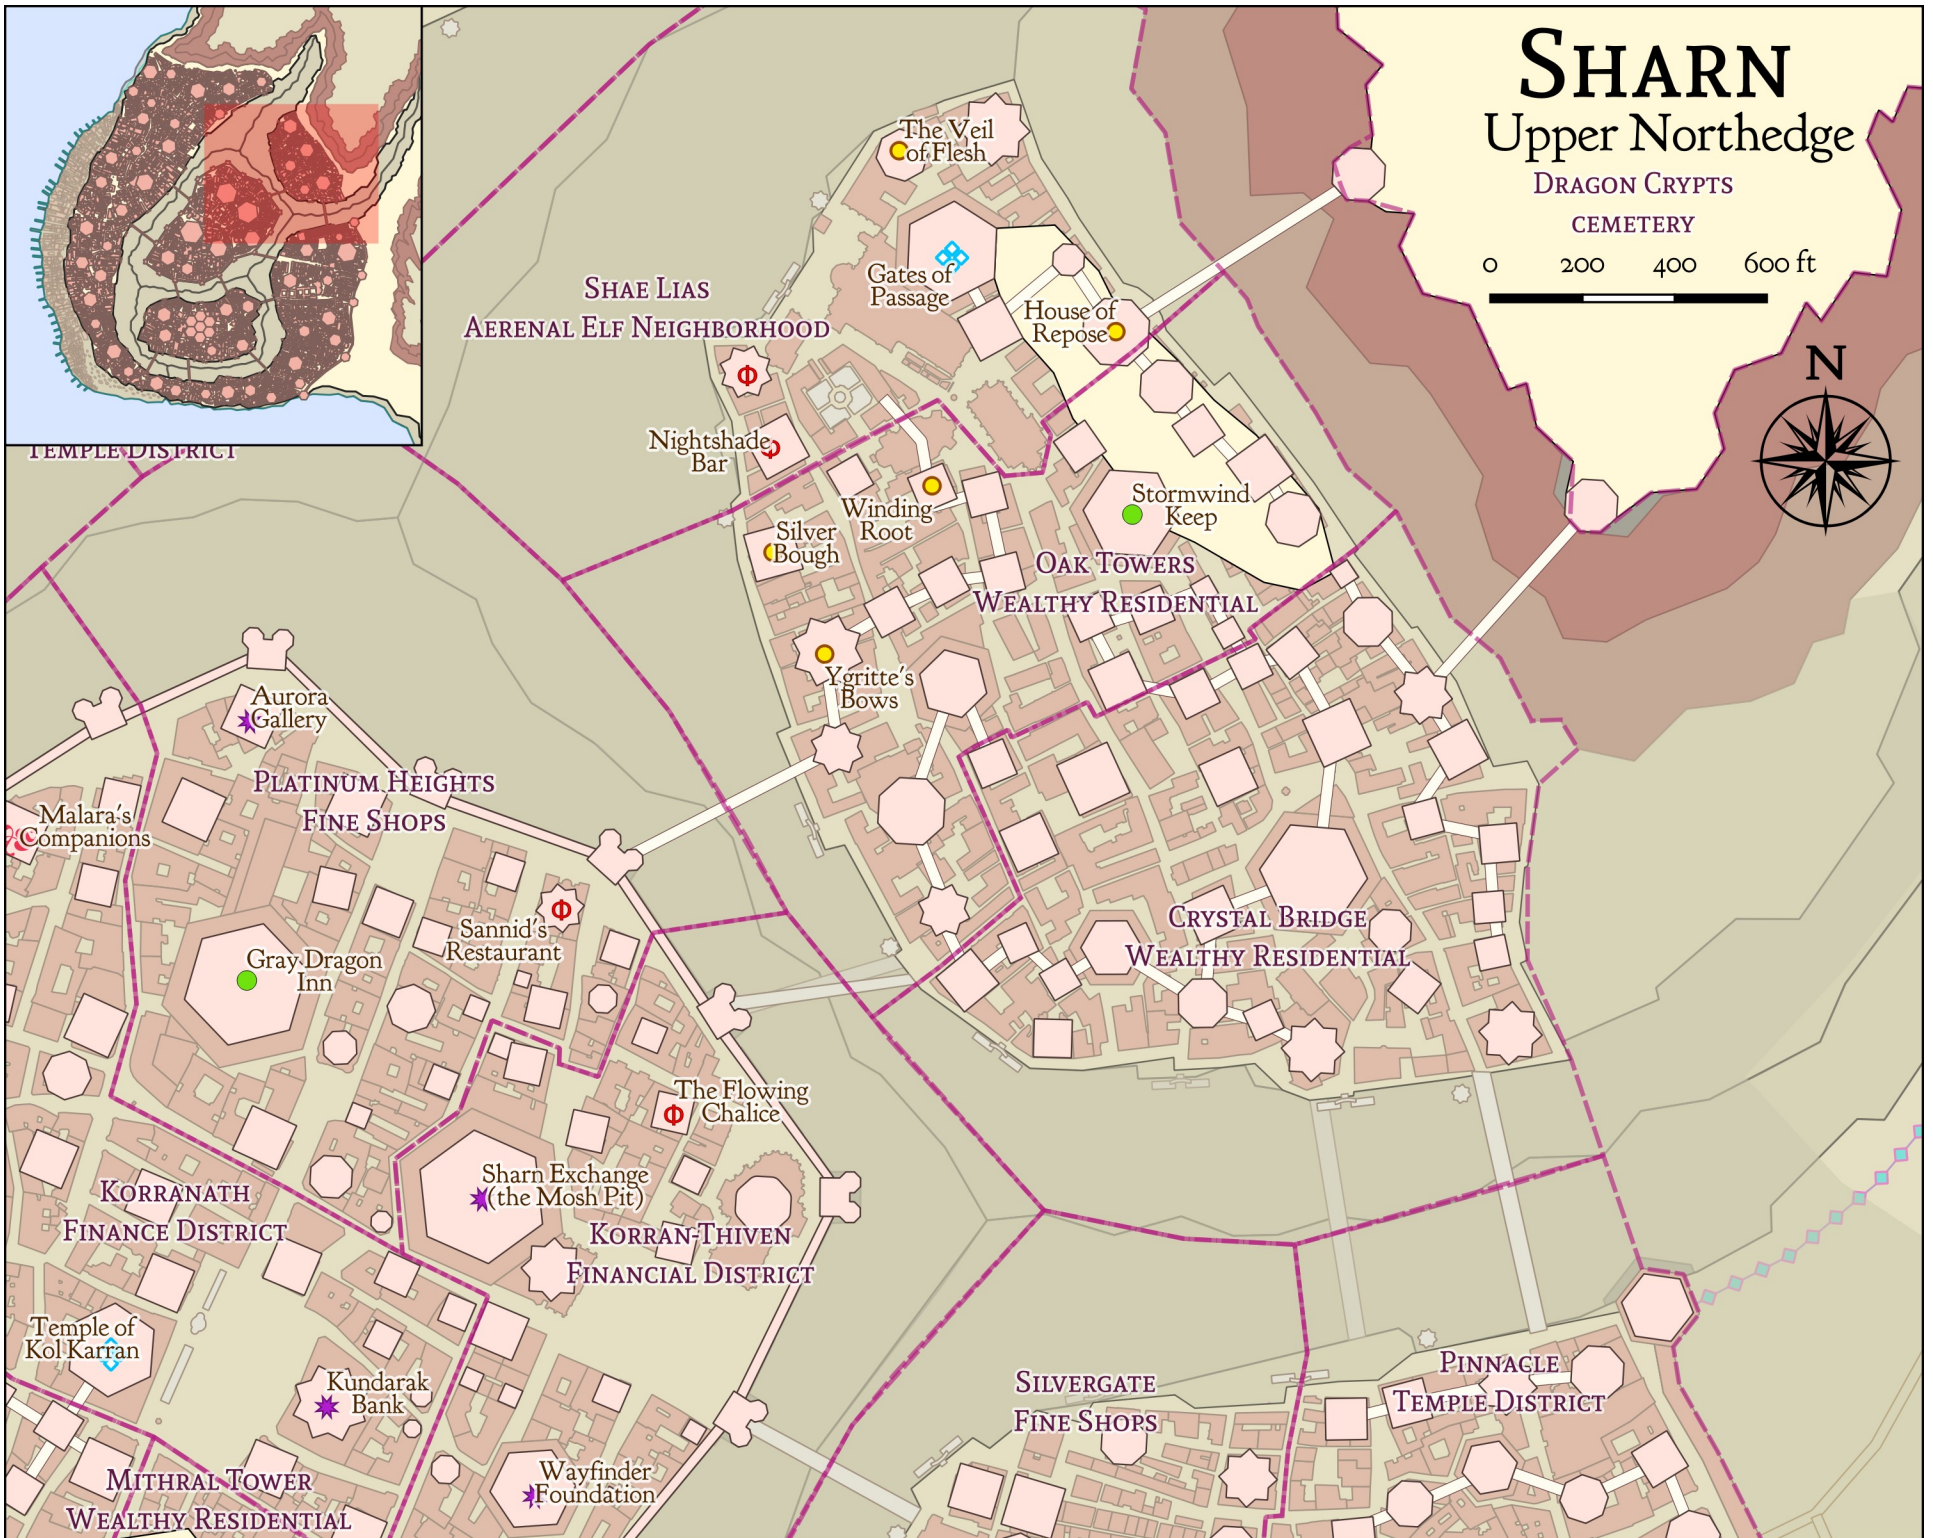 SHARN
Upper Northedge
DRAGON CRYPTS
CEMETERY
0 200 400 600 ft
N
The Veil
of Flesh
Gates of
Passage
House of
Repose
SHAE LIAS
AERENAL ELF NEIGHBORHOOD
Nightshade
Bar
Winding
Root
Silver
Bough
Stormwind
Keep
OAK TOWERS
WEALTHY RESIDENTIAL
Ygritte's
Bows
TEMPLE DISTRICT
Aurora
Gallery
PLATINUM HEIGHTS
FINE SHOPS
Malara's
Companions
Sannid's
Restaurant
Gray Dragon
Inn
CRYSTAL BRIDGE
WEALTHY RESIDENTIAL
The Flowing
Chalice
Sharn Exchange
(the Mosh Pit)
KORRANATH
FINANCE DISTRICT
KORRAN-THIVEN
FINANCIAL DISTRICT
Temple of
Kol Karran
Kundarak
Bank
SILVERGATE
FINE SHOPS
PINNACLE
TEMPLE DISTRICT
MITHRAL TOWER
WEALTHY RESIDENTIAL
Wayfinder
Foundation